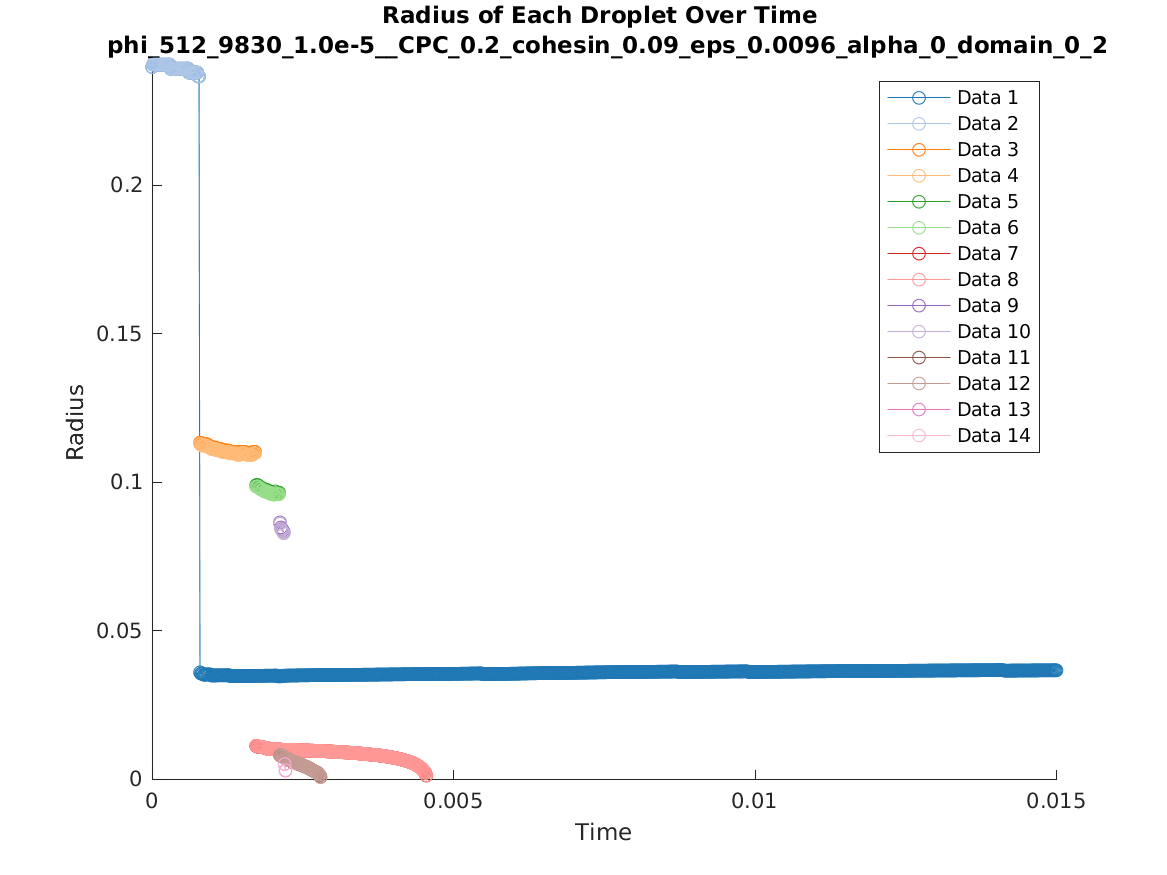 Radius of Each Droplet Over Time
phi_512_9830_1.0e-5__CPC_0.2_cohesin_0.09_eps_0.0096_alpha_0_domain_0_2
Data 1
Data 2
Data 3
Data 4
Data 5
Data 6
Data 7
Data 8
Data 9
Data 10
Data 11
Data 12
Data 13
Data 14
Radius
0.2
0.15
0.1
0.05
0
0
0.005
0.01
0.015
Time